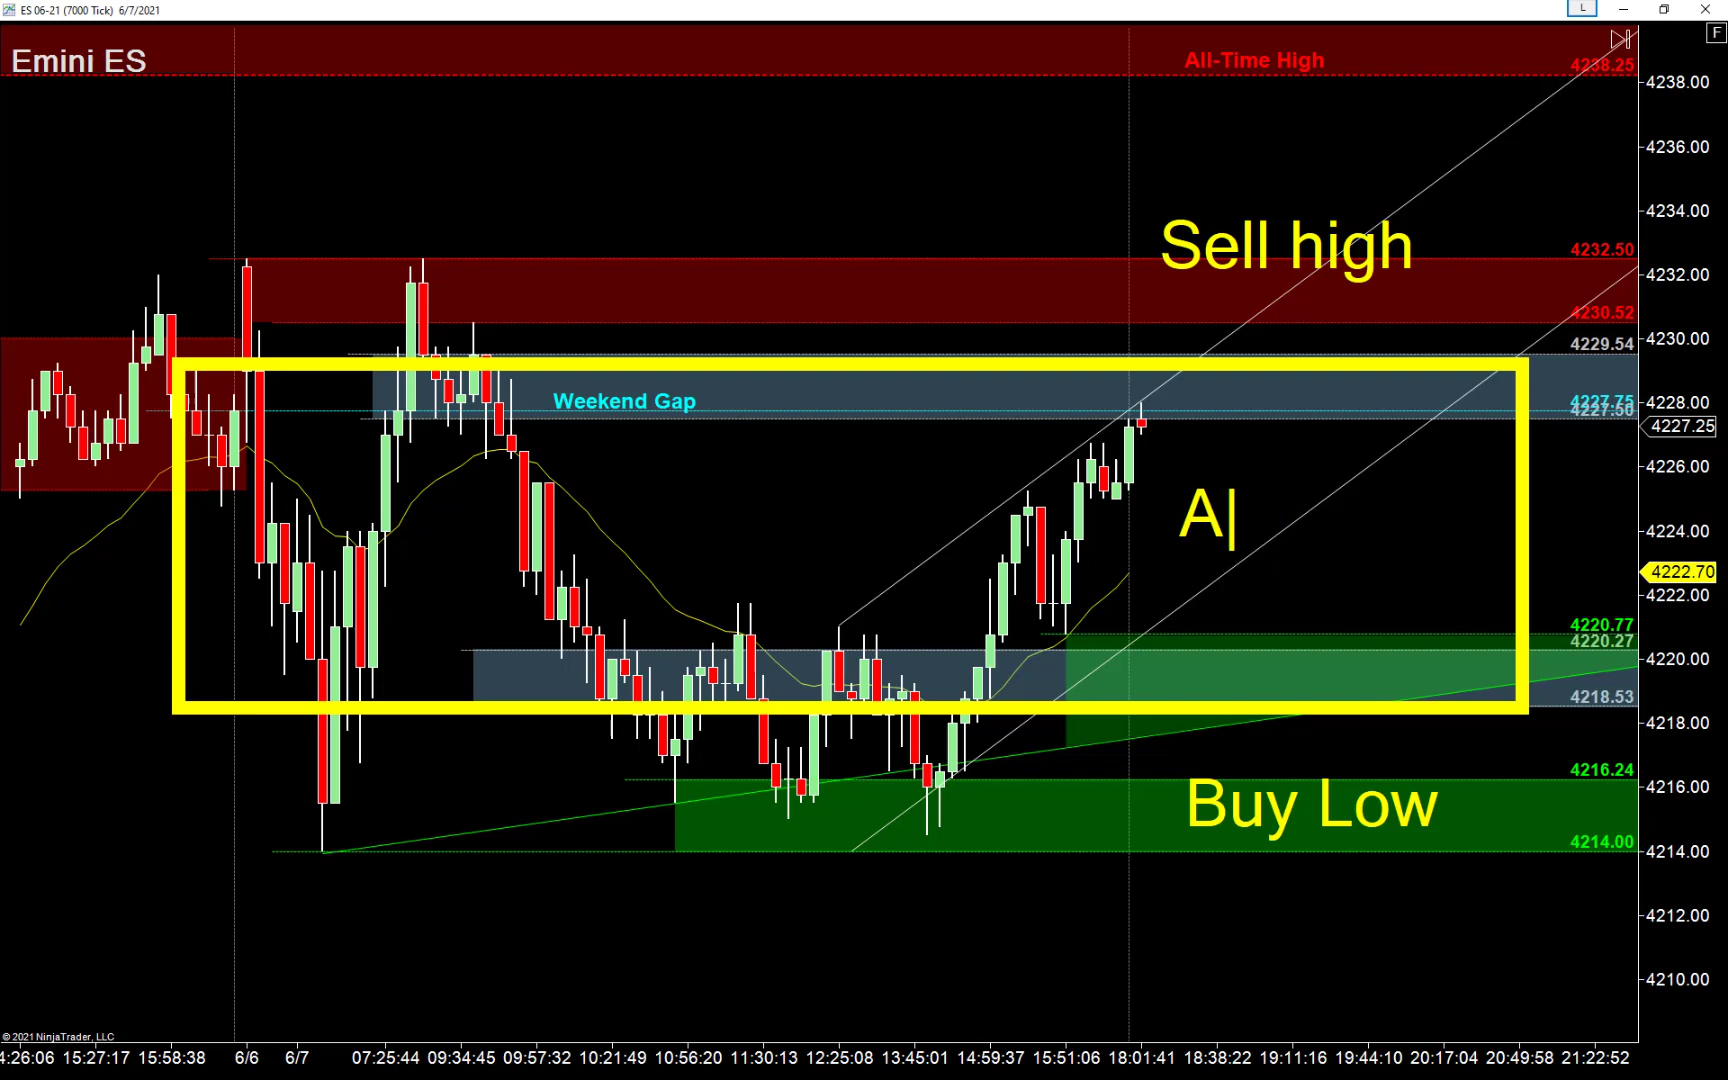 ES 06-21 (7000 Tick) 6/7/2021
L
F
Emini ES
All-Time High
4238.25
4238.00
4236.00
4234.00
Sell high
4232.50
4232.00
4230.52
4230.00
4229.54
Weekend Gap
4227.75
4228.00
4227.50
4227.25
4226.00
A|
4224.00
4222.70
4222.00
4220.77
4220.27
4220.00
4218.53
4218.00
4216.24
4216.00
Buy Low
4214.00
4214.00
4212.00
4210.00
© 2021 NinjaTrader, LLC
4:26:06 15:27:17 15:58:38 6/6 6/7 07:25:44 09:34:45 09:57:32 10:21:49 10:56:20 11:30:13 12:25:08 13:45:01 14:59:37 15:51:06 18:01:41 18:38:22 19:11:16 19:44:10 20:17:04 20:49:58 21:22:52